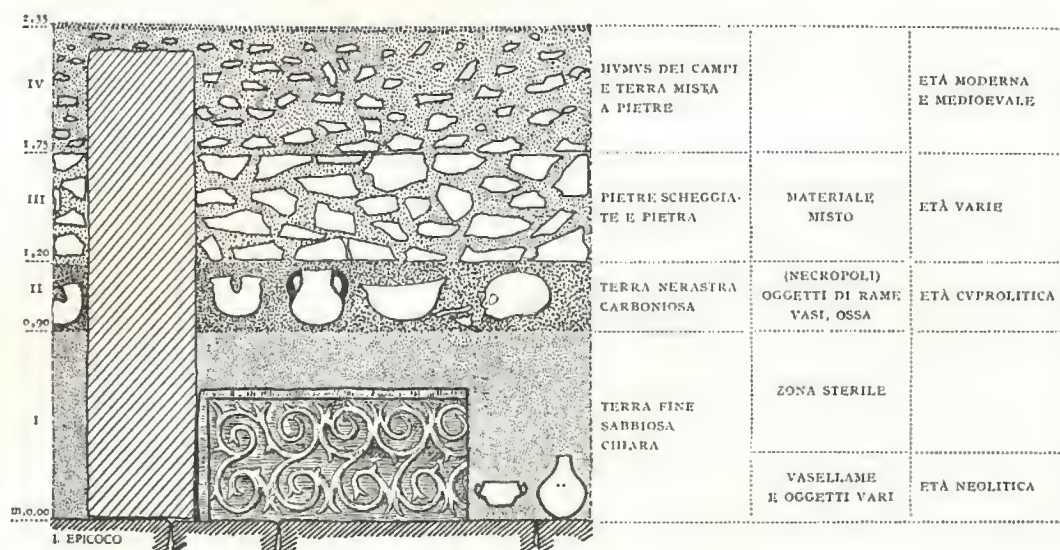 2,35
IV
HVMVS DEI CAMPI
E TERRA MISTA
A PIETRE
ETÀ MODERNA
E MEDIOEVALE
1,75
III
PIETRE SCHEGGIA-
TE E PIETRA
MATERIALE
MISTO
ETÀ VARIE
1,20
II
TERRA NERASTRA
CARBONIOSA
(NECROPOLI)
OGGETTI DI RAME
VASI, OSSA
ETÀ CVPROLITICA
0,90
I
TERRA FINE
SABBIOSA
CHIARA
ZONA STERILE
VASELLAME
E OGGETTI VARI
ETÀ NEOLITICA
m,0,00
I. EPICOCO